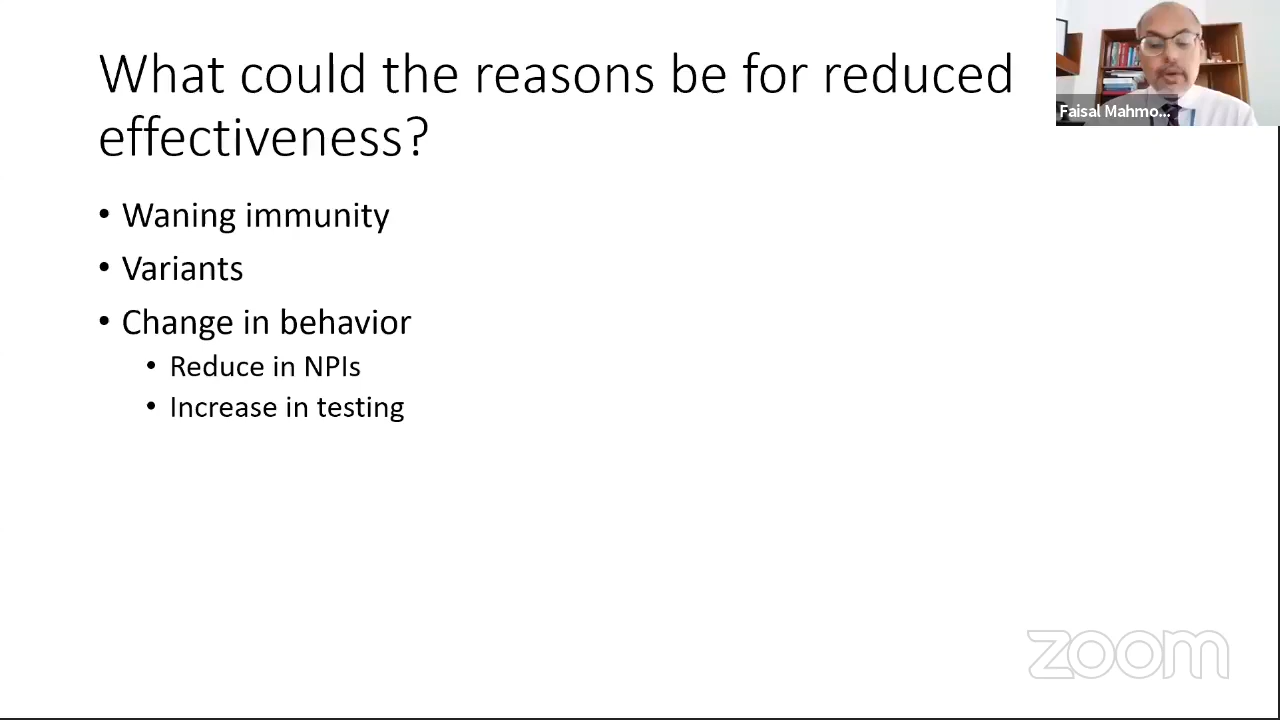 What could the reasons be for reduced
effectiveness?
• Waning immunity
• Variants
• Change in behavior
• Reduce in NPIs
• Increase in testing
Faisal Mahmo...
zoom